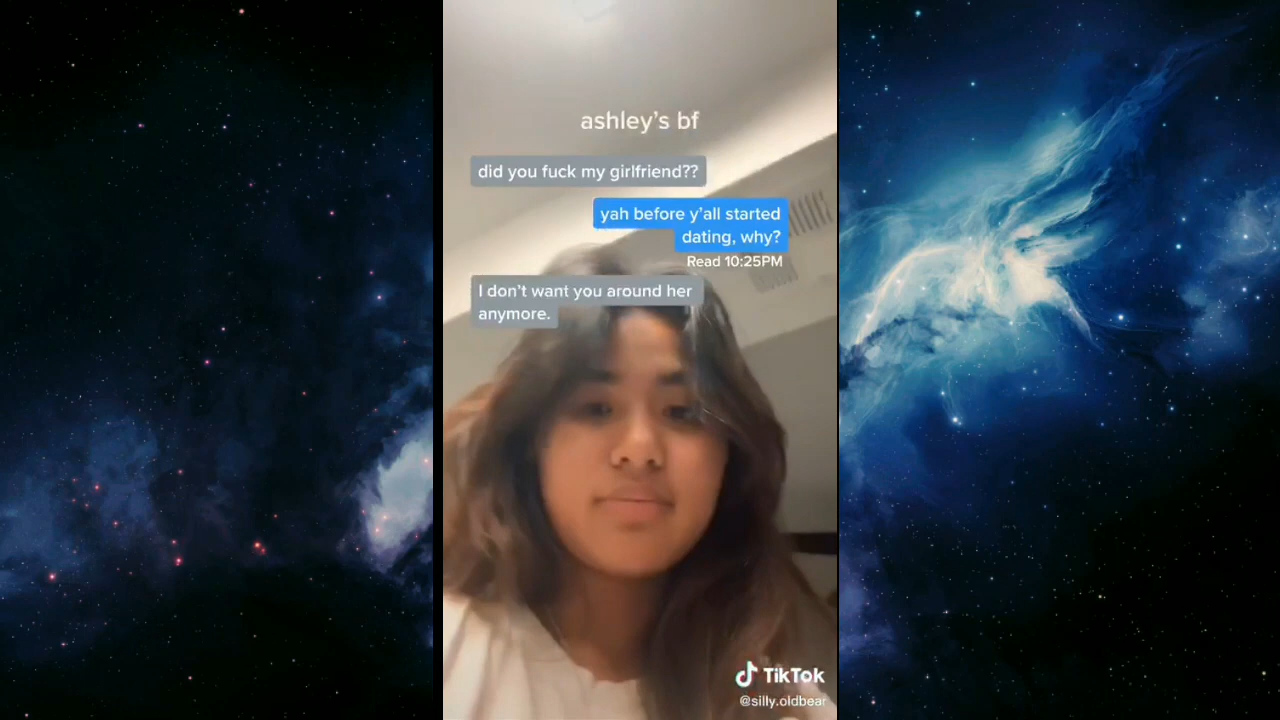 ashley's bf
did you fuck my girlfriend??
yah before y'all started
dating, why?
Read 10:25PM
I don't want you around her
anymore.
TikTok
@silly.oldbear